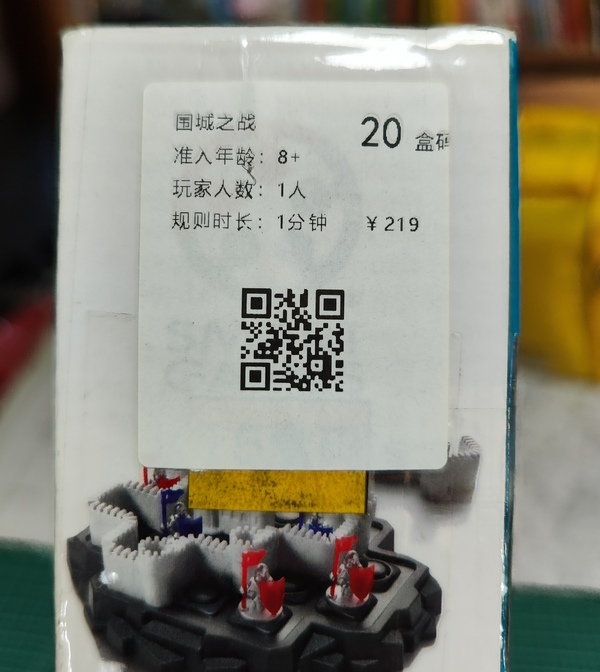 围城之战
20 盒码
准入年龄：8+
玩家人数：1人
规则时长：1分钟 ￥219